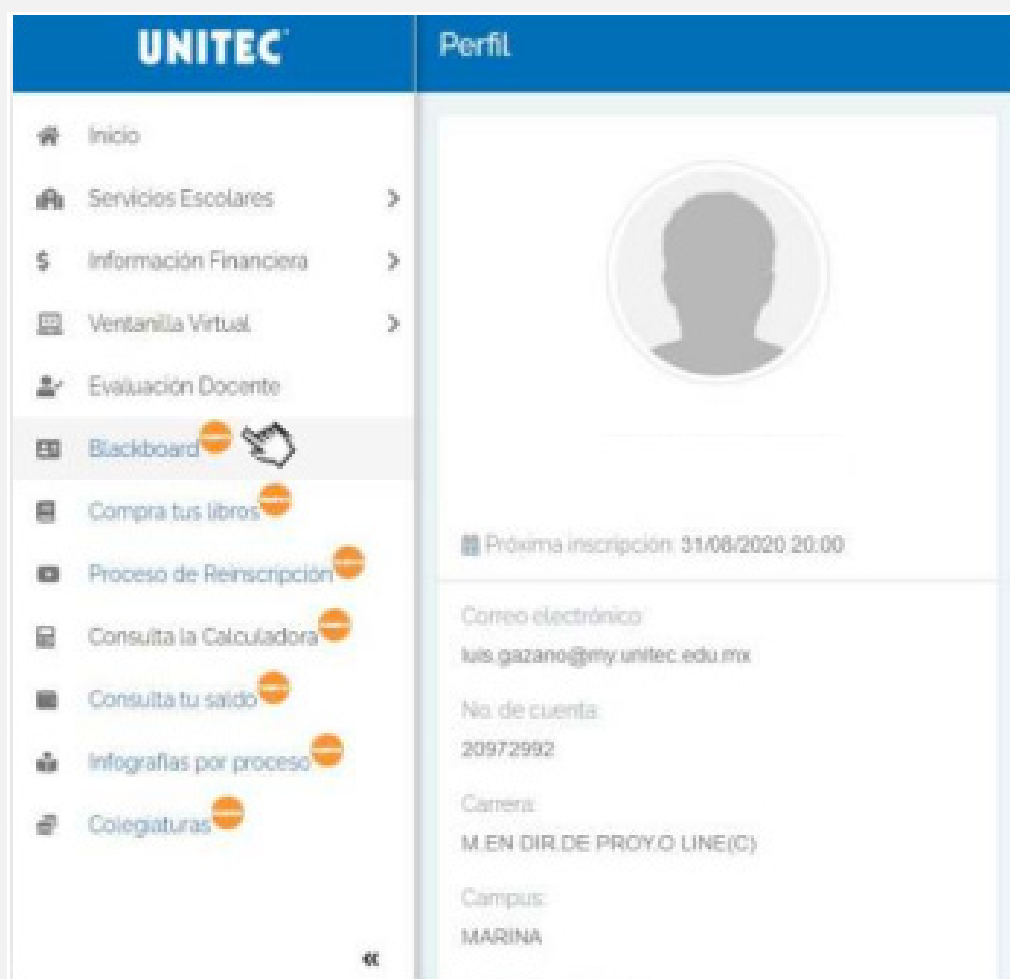 UNITEC
Inicio
Servicios Escolares
Información Financiera
Ventanilla Virtual
Evaluación Docente
Blackboard
Compra tus libros
Proceso de Reinscripción
Consulta la Calculadora
Consulta tu saldo
Infografías por proceso
Colegiaturas
Perfil
Próxima inscripción: 31/08/2020 20:00
Correo electrónico:
luis.gazano@my.unitec.edu.mx
No. de cuenta:
20972992
Carrera:
M.EN DIR.DE PROY.O LINE(C)
Campus:
MARINA